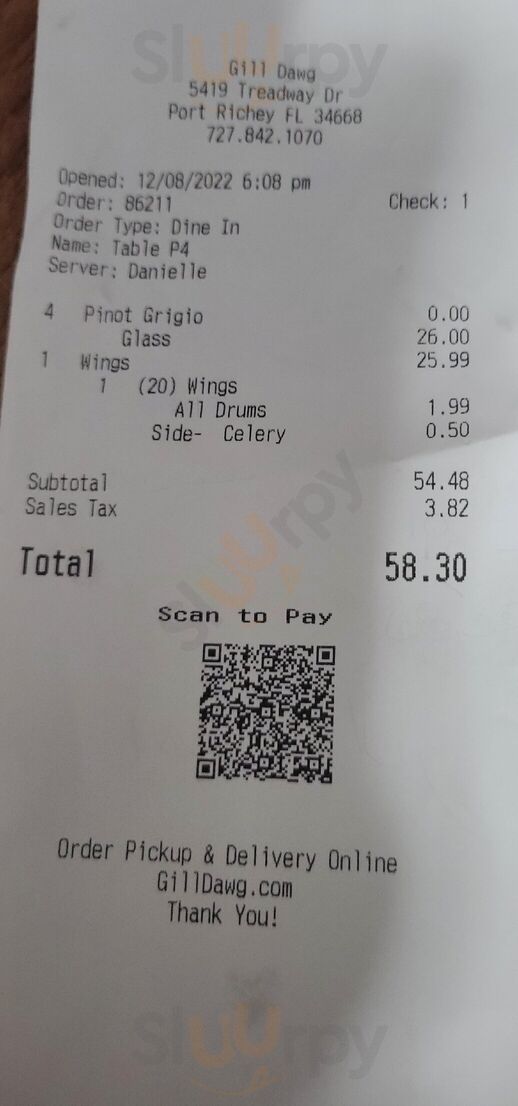 Sluurpy
Gill Dawg
5419 Treadway Dr
Port Richey FL 34668
727.842.1070
Opened: 12/08/2022 6:08 pm
Order: 86211 Check: 1
Order Type: Dine In
Name: Table P4
Server: Danielle
4 Pinot Grigio 0.00
Glass 26.00
1 Wings 25.99
1 (20) Wings
All Drums 1.99
Side- Celery 0.50
Subtotal 54.48
Sales Tax 3.82
Sluurpy
Total 58.30
Scan to Pay
Order Pickup & Delivery Online
GillDawg.com
Thank You!
Sluurpy